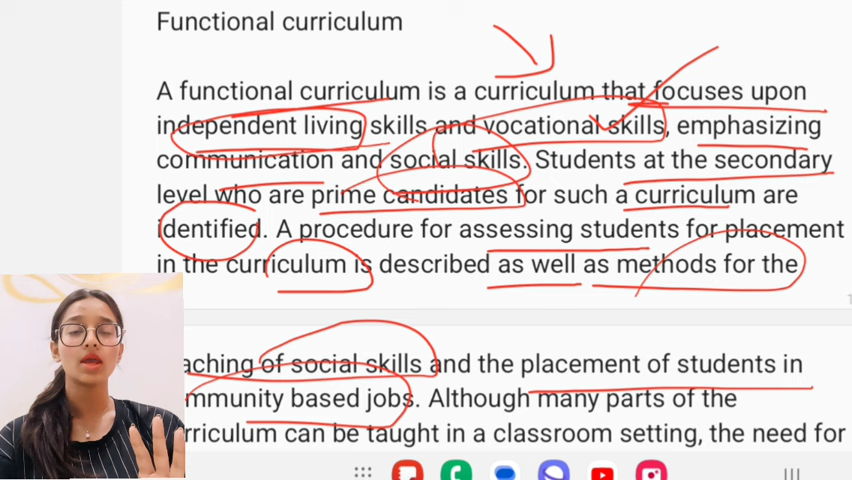 Functional curriculum
A functional curriculum is a curriculum that focuses upon
independent living skills and vocational skills, emphasizing
communication and social skills. Students at the secondary
level who are prime candidates for such a curriculum are
identified. A procedure for assessing students for placement
in the curriculum is described as well as methods for the
of social skills and the placement of students in
based jobs. Although many parts of the
can be taught in a classroom setting, the need for